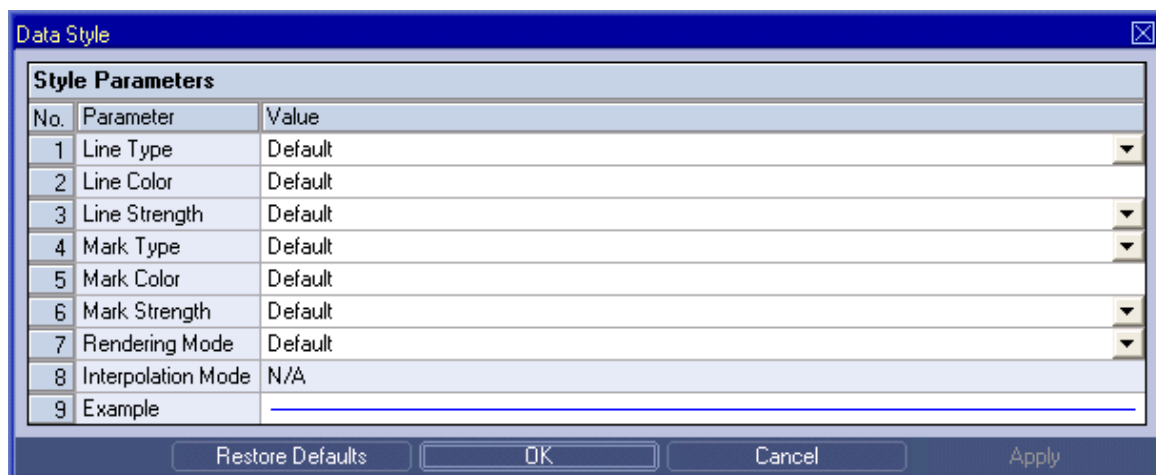 Data Style
Style Parameters
No. Parameter Value
1 Line Type Default
2 Line Color Default
3 Line Strength Default
4 Mark Type Default
5 Mark Color Default
6 Mark Strength Default
7 Rendering Mode Default
8 Interpolation Mode N/A
9 Example
Restore Defaults OK Cancel Apply